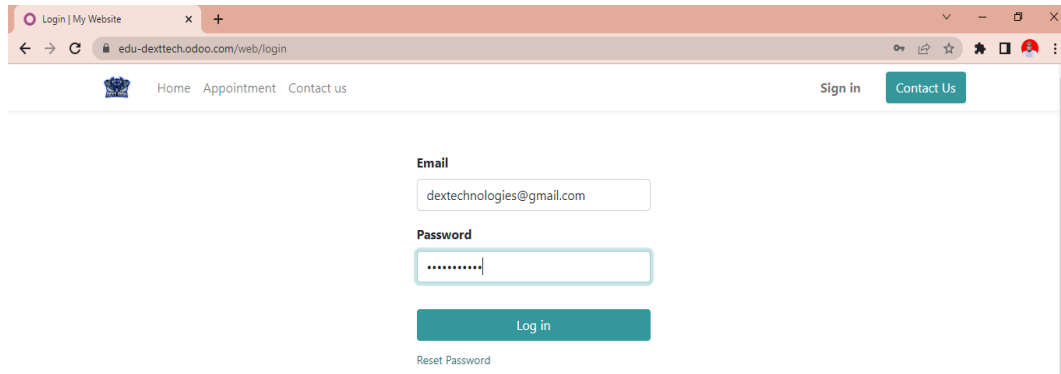 Login | My Website
edu-dexttech.odoo.com/web/login
Home Appointment Contact us Sign in Contact Us
Email
dextechnologies@gmail.com
Password
•••••••••••
Log in
Reset Password